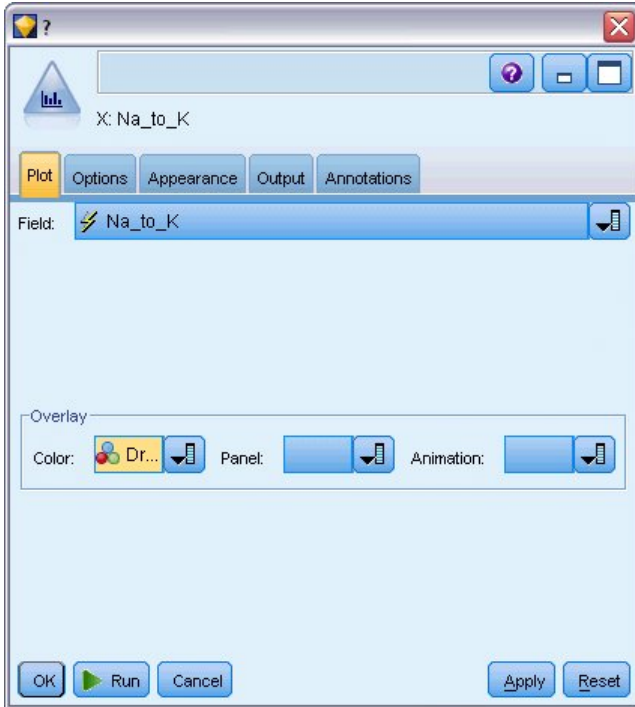 ?
X: Na_to_K
Plot Options Appearance Output Annotations
Field: Na_to_K
Overlay
Color: Dr... Panel: Animation:
OK Run Cancel Apply Reset